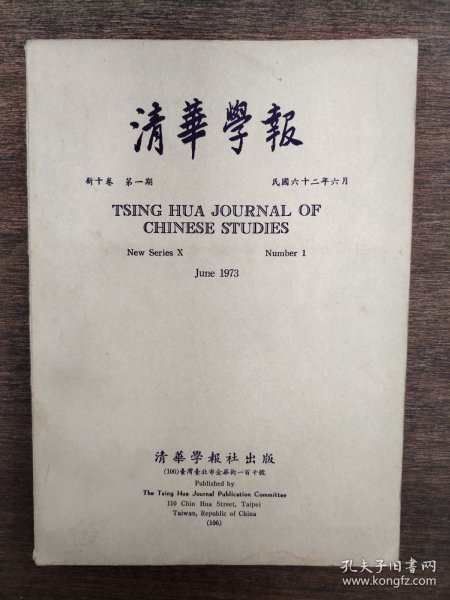 清華學報
新十卷 第一期 民國六十二年六月
TSING HUA JOURNAL OF
CHINESE STUDIES
New Series X Number 1
June 1973
清華學報社出版
(106)臺灣臺北市金華街一百十號
Published by
The Tsing Hua Journal Publication Committee
110 Chin Hua Street, Taipei
Taiwan, Republic of China
(106)
孔夫子旧书网
www.kongfz.com